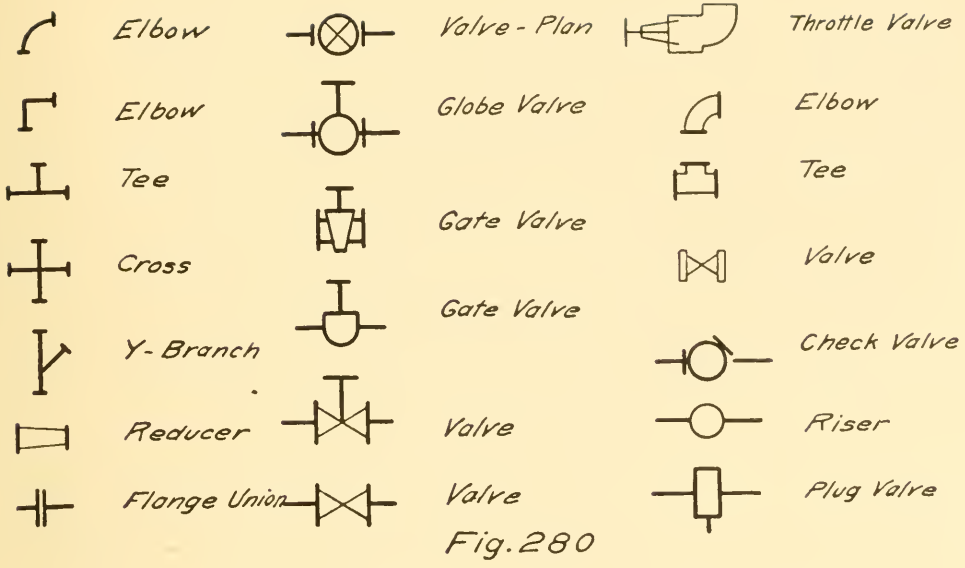 Elbow
Elbow
Tee
Cross
Y-Branch
Reducer
Flange Union
Valve - Plan
Globe Valve
Gate Valve
Gate Valve
Valve
Valve
Throttle Valve
Elbow
Tee
Valve
Check Valve
Riser
Plug Valve
Fig. 280